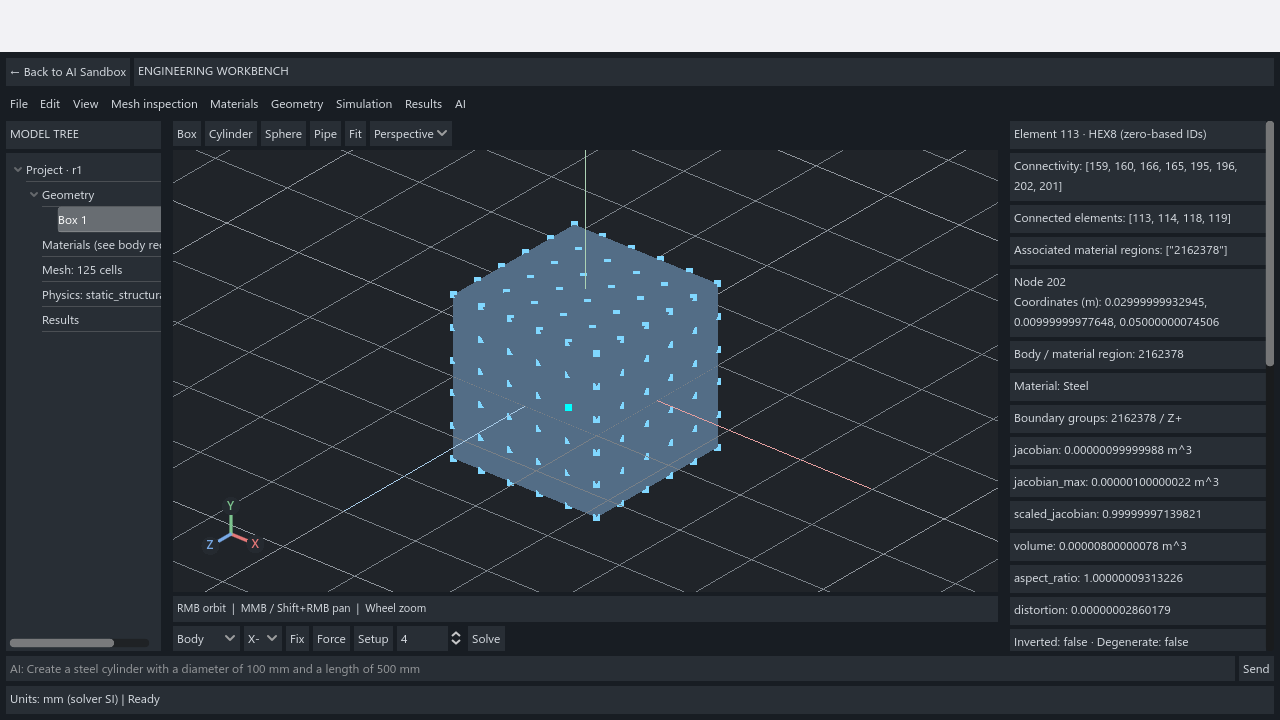 ← Back to AI Sandbox
ENGINEERING WORKBENCH
File Edit View Mesh inspection Materials Geometry Simulation Results AI
MODEL TREE
Project · r1
Geometry
Box 1
Materials (see body
Mesh: 125 cells
Physics:
Results
Box Cylinder Sphere Pipe Fit Perspective
Y
Z
X
RMB orbit | MMB / Shift+RMB pan | Wheel zoom
Body X- Fix Force Setup 4 Solve
Element 113 · HEX8 (zero-based IDs)
Connectivity: [159, 160, 166, 165, 195, 196,
202, 201]
Connected elements: [113, 114, 118, 119]
Associated material regions: ["2162378"]
Node 202
Coordinates (m): 0.02999999932945,
0.00999999977648, 0.05000000074506
Body / material region: 2162378
Material: Steel
Boundary groups: 2162378 / Z+
jacobian: 0.00000099999988 m^3
jacobian_max: 0.00000100000022 m^3
scaled_jacobian: 0.99999997139821
volume: 0.00000800000078 m^3
aspect_ratio: 1.00000009313226
distortion: 0.00000002860179
Inverted: false · Degenerate: false
AI: Create a steel cylinder with a diameter of 100 mm and a length of 500 mm
Send
Units: mm (solver SI) | Ready